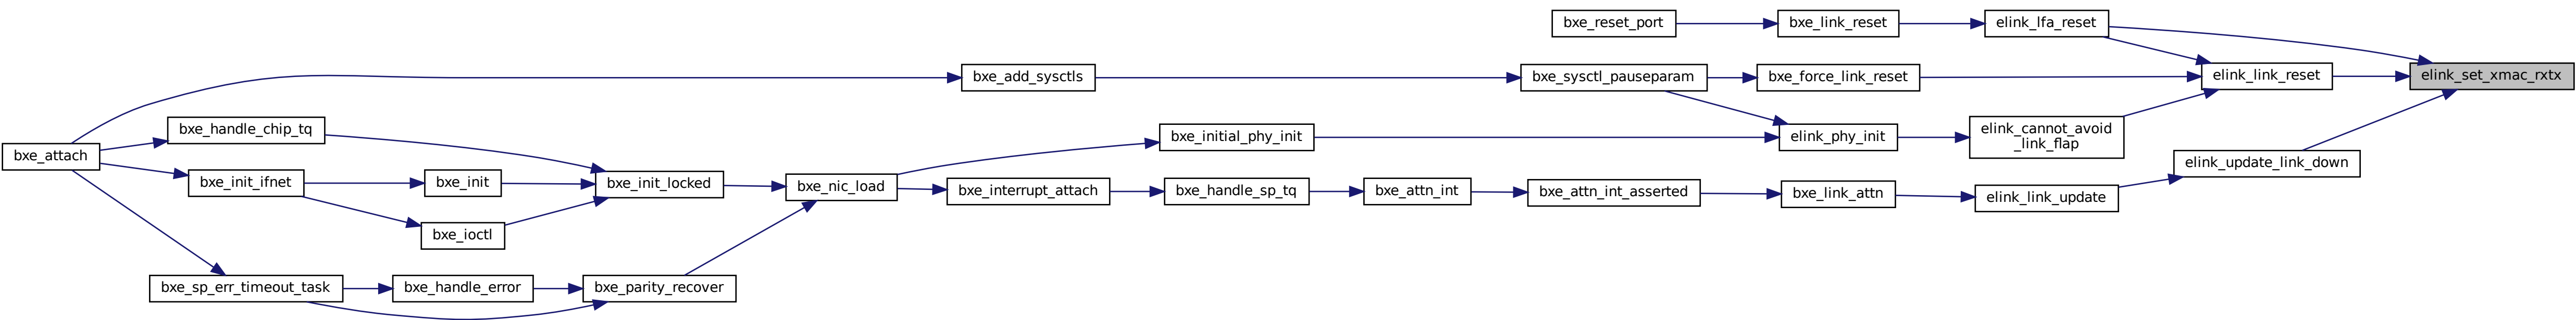 bxe_reset_port
bxe_link_reset
elink_lfa_reset
bxe_add_sysctls
bxe_sysctl_pauseparam
bxe_force_link_reset
elink_link_reset
elink_set_xmac_rxtx
bxe_handle_chip_tq
bxe_initial_phy_init
elink_phy_init
elink_cannot_avoid
_link_flap
bxe_attach
elink_update_link_down
bxe_init_ifnet
bxe_init
bxe_init_locked
bxe_nic_load
bxe_interrupt_attach
bxe_handle_sp_tq
bxe_attn_int
bxe_attn_int_asserted
bxe_link_attn
elink_link_update
bxe_ioctl
bxe_sp_err_timeout_task
bxe_handle_error
bxe_parity_recover